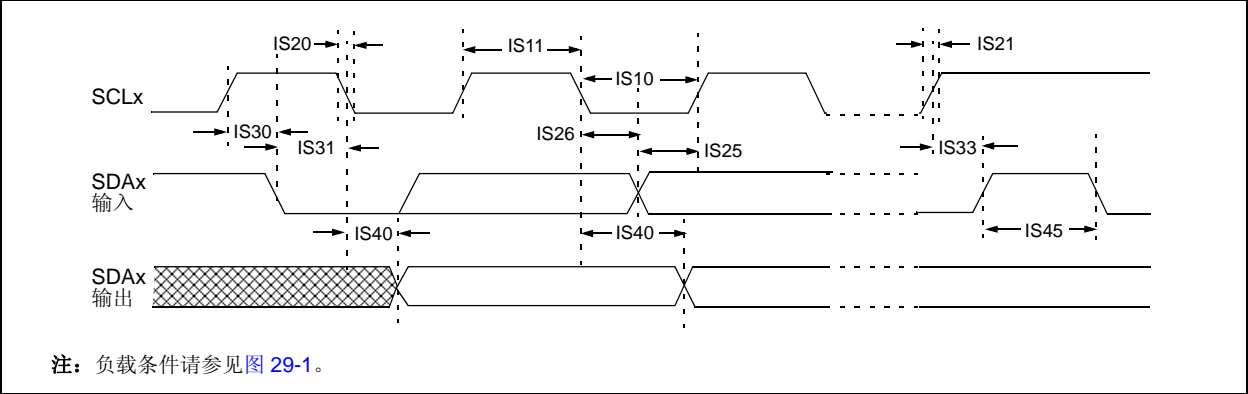 IS20
IS11
IS21
IS10
SCLx
IS30
IS31
IS26
IS25
IS33
SDAx
输入
IS40
IS40
IS45
SDAx
输出
注：负载条件请参见图 29-1。